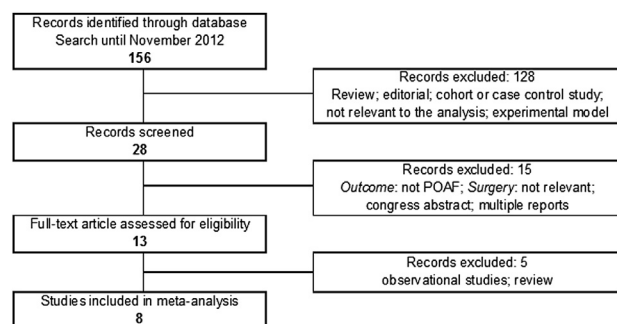 Records identified through database
Search until November 2012
156
Records excluded: 128
Review; editorial; cohort or case control study;
not relevant to the analysis; experimental model
Records screened
28
Records excluded: 15
Outcome: not POAF; Surgery: not relevant;
congress abstract; multiple reports
Full-text article assessed for eligibility
13
Records excluded: 5
observational studies; review
Studies included in meta-analysis
8